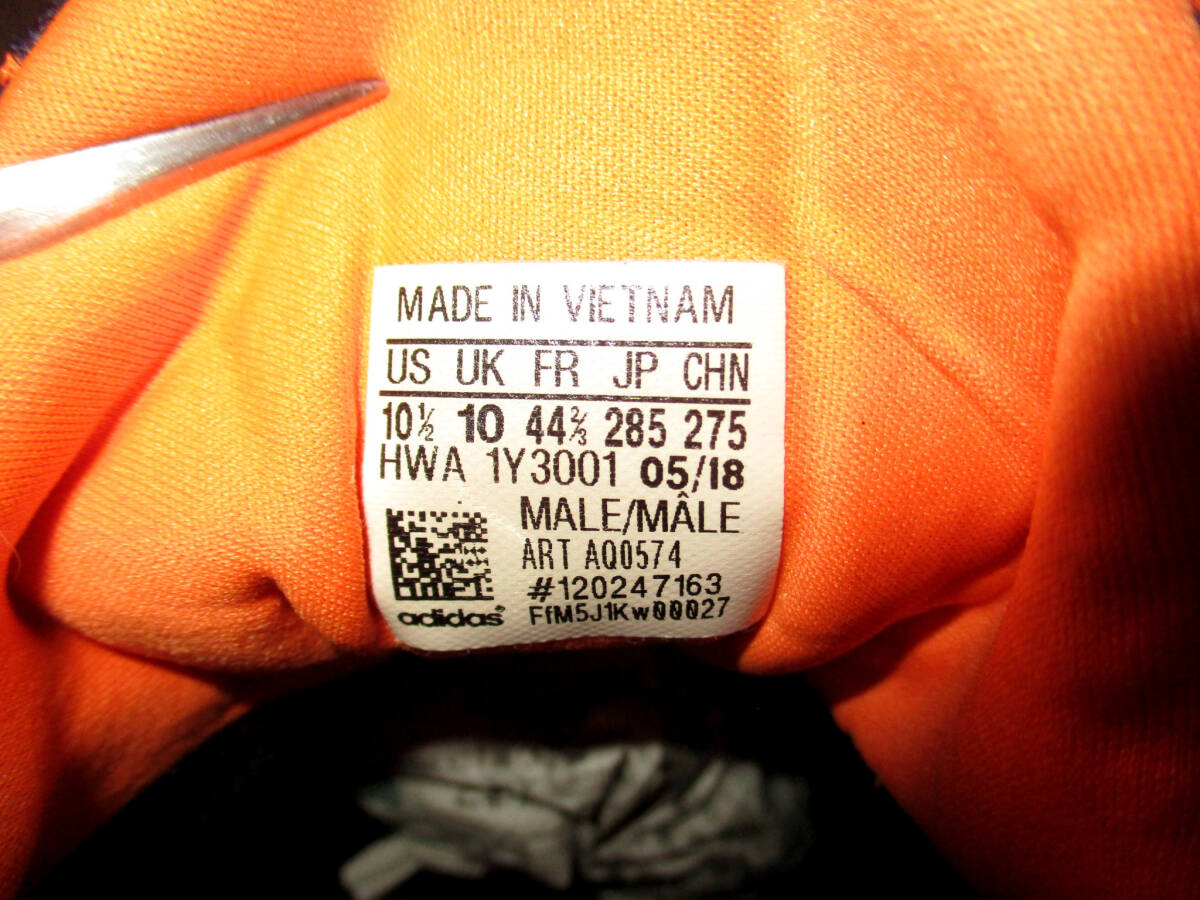 MADE IN VIETNAM
US UK FR JP CHN
10½ 10 44⅔ 285 275
HWA 1Y3001 05/18
MALE/MÂLE
ART AQ0574
#120247163
adidas® FfM5J1Kw00027